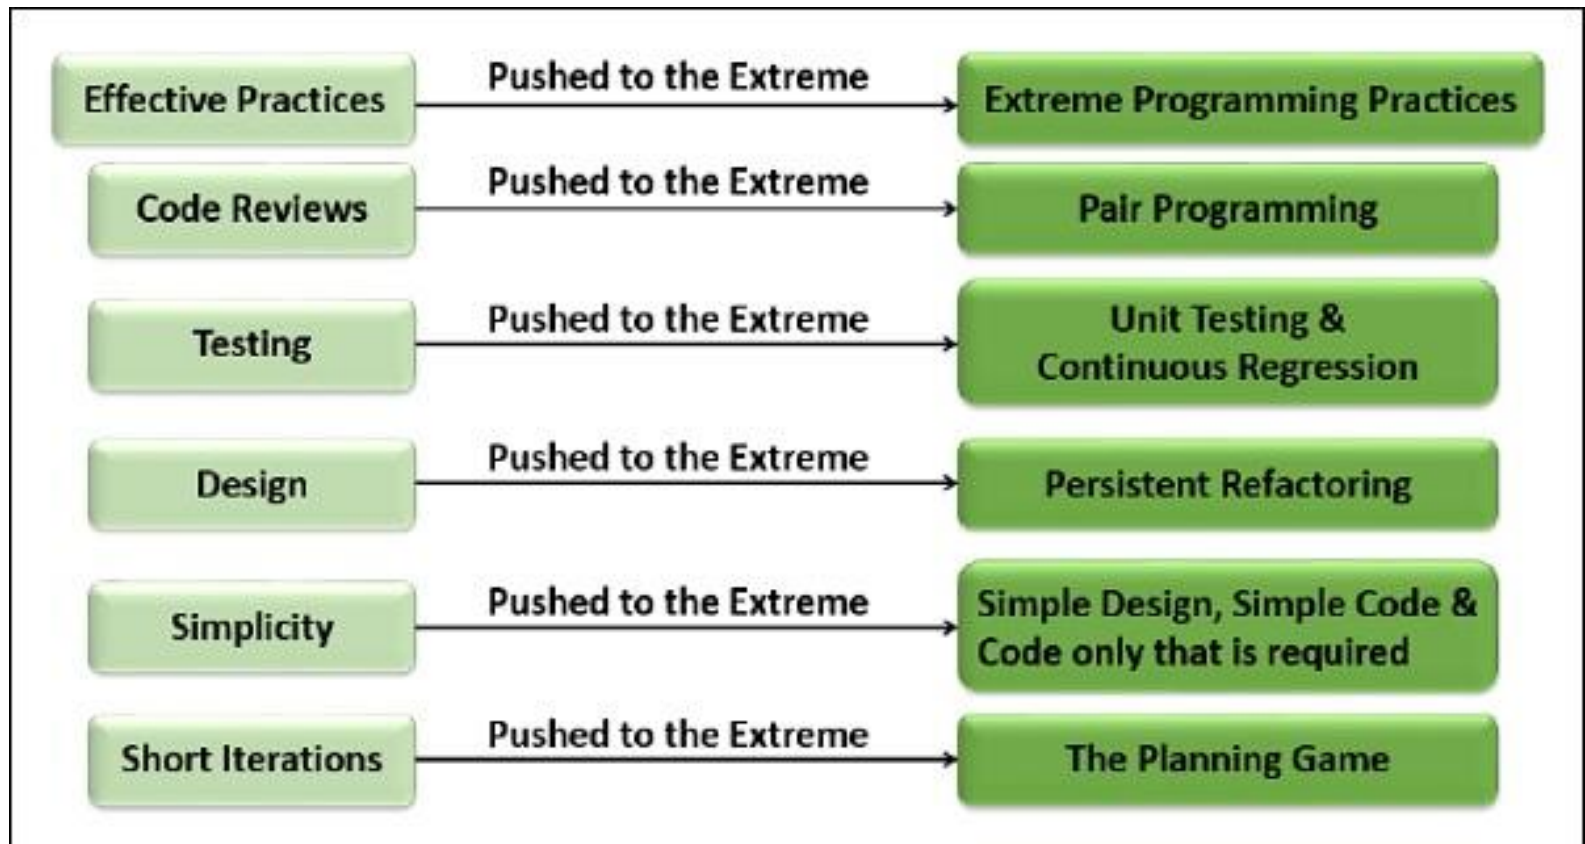 Effective Practices
Pushed to the Extreme
Extreme Programming Practices
Code Reviews
Pushed to the Extreme
Pair Programming
Testing
Pushed to the Extreme
Unit Testing &
Continuous Regression
Design
Pushed to the Extreme
Persistent Refactoring
Simplicity
Pushed to the Extreme
Simple Design, Simple Code &
Code only that is required
Short Iterations
Pushed to the Extreme
The Planning Game